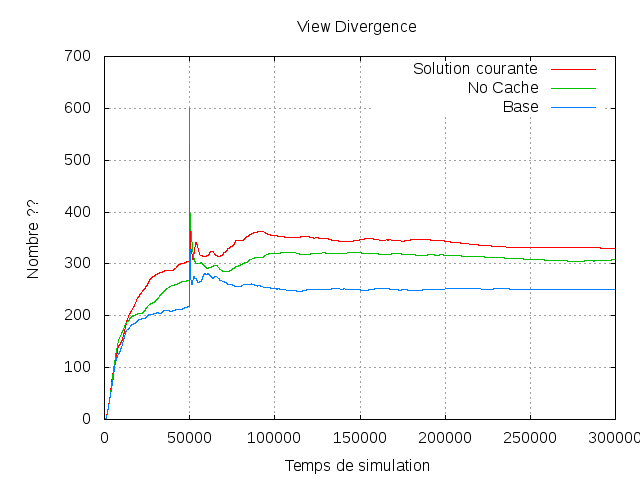 View Divergence
700
600
500
400
300
200
100
0
Nombre ??
Solution courante
No Cache
Base
0 50000 100000 150000 200000 250000 300000
Temps de simulation